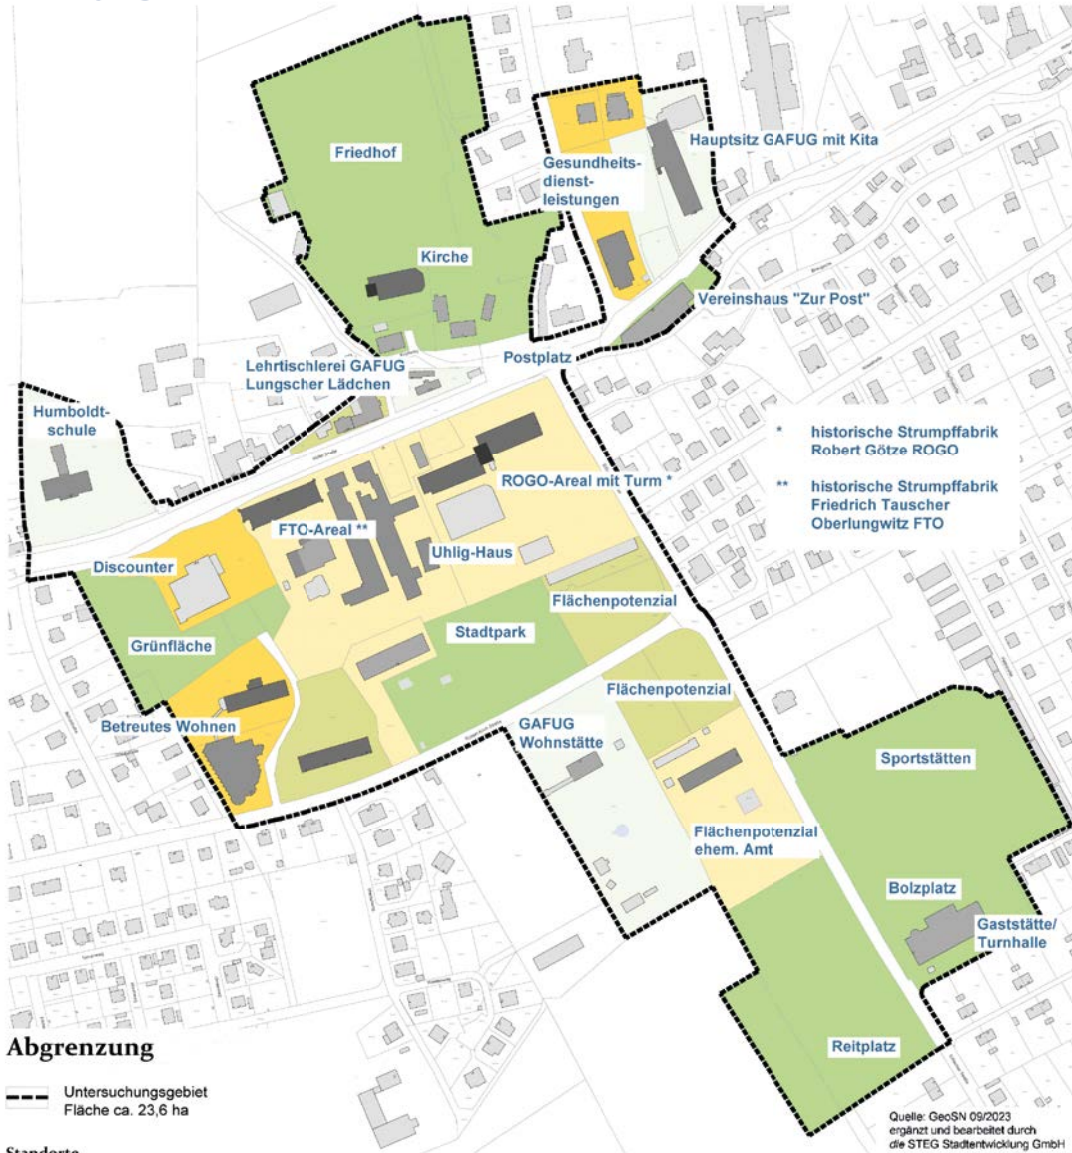 Friedhof
Hauptsitz GAFUG mit Kita
Gesundheits-
dienst-
leistungen
Kirche
Vereinshaus "Zur Post"
Postplatz
Lehrtischlerei GAFUG
Lungscher Lädchen
Humboldt-
schule
* historische Strumpffabrik
Robert Götze ROGO
** historische Strumpffabrik
Friedrich Tauscher
Oberlungwitz FTO
ROGO-Areal mit Turm *
FTO-Areal **
Uhlig-Haus
Discounter
Flächenpotenzial
Stadtpark
Grünfläche
Flächenpotenzial
Betreutes Wohnen
GAFUG
Wohnstätte
Sportstätten
Flächenpotenzial
ehem. Amt
Bolzplatz
Gaststätte/
Turnhalle
Reitplatz
Abgrenzung
Untersuchungsgebiet
Fläche ca. 23,6 ha
Quelle: GeoSN 09/2023
ergänzt und bearbeitet durch
die STEG Stadtentwicklung GmbH
Standorte